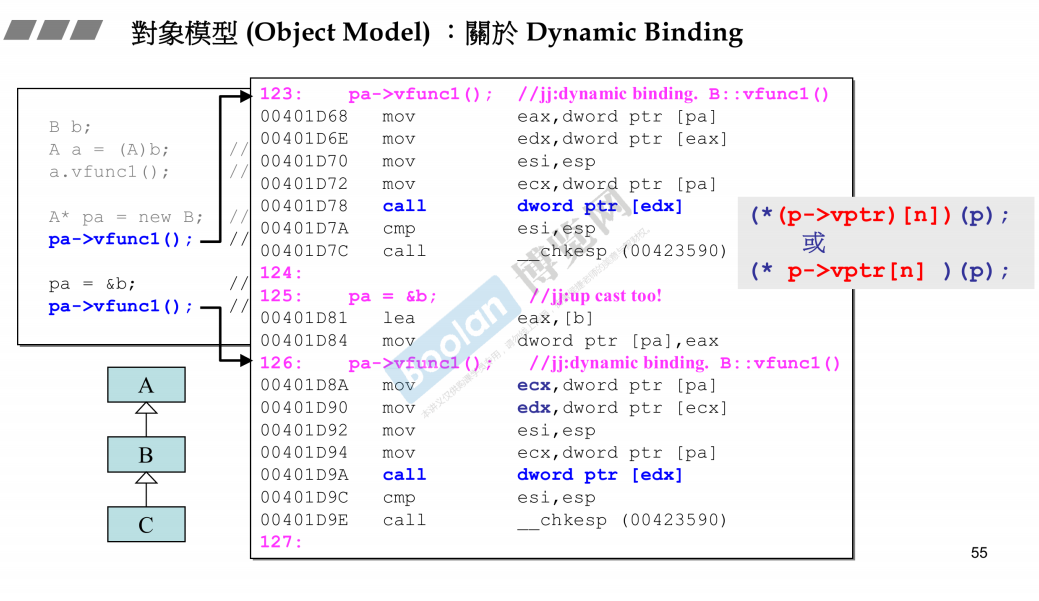 對象模型 (Object Model) ：關於 Dynamic Binding
B b;
A a = (A)b; //
a.vfunc1(); //
A* pa = new B; //
pa->vfunc1(); //
pa = &b; //
pa->vfunc1(); //
123: pa->vfunc1(); //jj:dynamic binding. B::vfunc1()
00401D68 mov eax,dword ptr [pa]
00401D6E mov edx,dword ptr [eax]
00401D70 mov esi,esp
00401D72 mov ecx,dword ptr [pa]
00401D78 call dword ptr [edx]
00401D7A cmp esi,esp
00401D7C call __chkesp (00423590)
124:
125: pa = &b; //jj:up cast too!
00401D81 lea eax,[b]
00401D84 mov dword ptr [pa],eax
126: pa->vfunc1(); //jj:dynamic binding. B::vfunc1()
00401D8A mov ecx,dword ptr [pa]
00401D90 mov edx,dword ptr [ecx]
00401D92 mov esi,esp
00401D94 mov ecx,dword ptr [pa]
00401D9A call dword ptr [edx]
00401D9C cmp esi,esp
00401D9E call __chkesp (00423590)
127:
(*(p->vptr)[n])(p);
或
(* p->vptr[n] )(p);
A
B
C
Boolan 博覽网
55